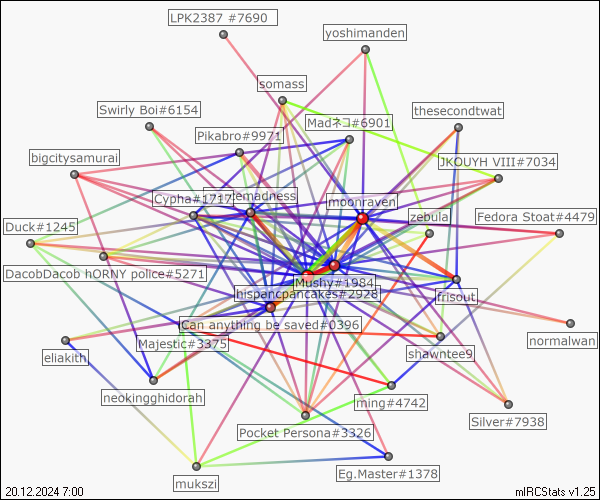 LPK2387 #7690
yoshimanden
somass
Swirly Boi#6154
thesecondtwat
Madネコ#6901
Pikabro#9971
bigcitysamurai
JKOUYH VIII#7034
Cypha#1717
emadness
moonraven
zebula
Fedora Stoat#4479
Duck#1245
DacobDacob hORNY police#5271
Mushy#1984
hispancpancakes#2928
frisout
Can anything be saved#0396
Majestic#3375
shawntee9
normalwan
eliakith
neokingghidorah
ming#4742
Silver#7938
Pocket Persona#3326
Eg.Master#1378
mukszi
20.12.2024 7:00
mIRCStats v1.25